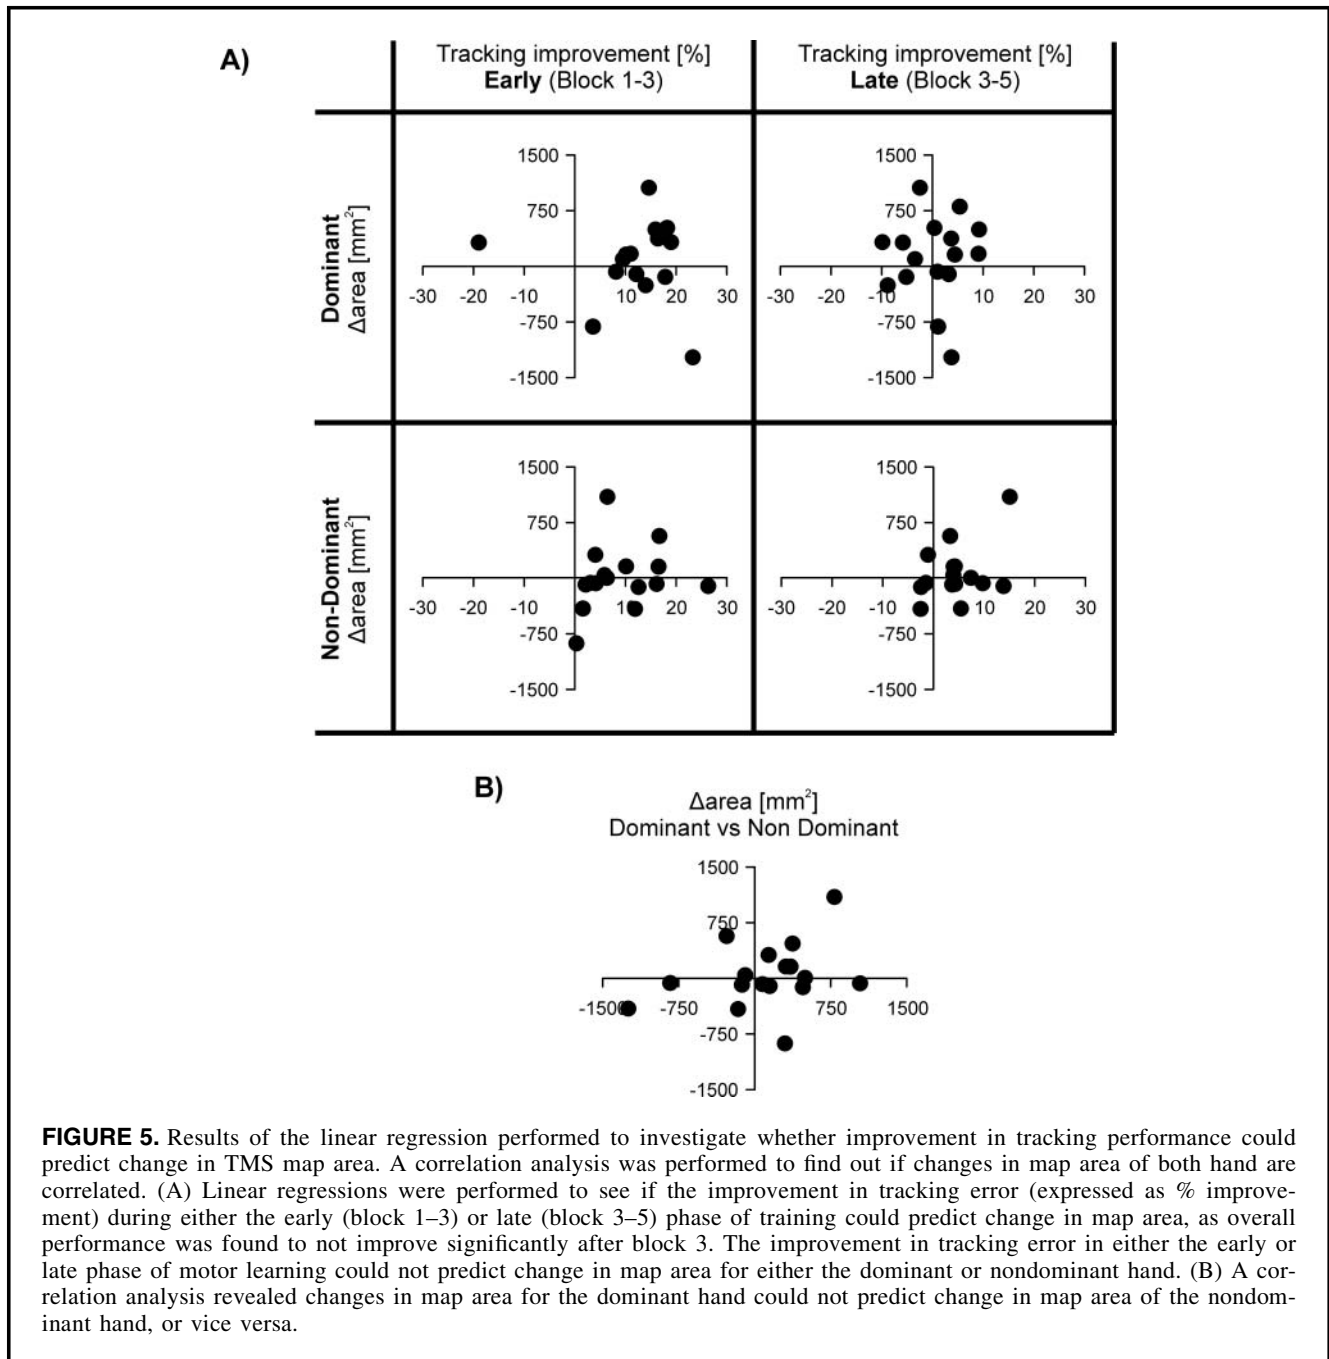 A)
Tracking improvement [%]
Early (Block 1-3)
Tracking improvement [%]
Late (Block 3-5)
Dominant
Δarea [mm²]
1500
750
-30 -20 -10 10 20 30
-750
-1500
1500
750
-30 -20 -10 10 20 30
-750
-1500
Non-Dominant
Δarea [mm²]
1500
750
-30 -20 -10 10 20 30
-750
-1500
1500
750
-30 -20 -10 10 20 30
-750
-1500
B)
Δarea [mm²]
Dominant vs Non Dominant
1500
750
-1500 -750 750 1500
-750
-1500
FIGURE 5. Results of the linear regression performed to investigate whether improvement in tracking performance could
predict change in TMS map area. A correlation analysis was performed to find out if changes in map area of both hand are
correlated. (A) Linear regressions were performed to see if the improvement in tracking error (expressed as % improve-
ment) during either the early (block 1–3) or late (block 3–5) phase of training could predict change in map area, as overall
performance was found to not improve significantly after block 3. The improvement in tracking error in either the early or
late phase of motor learning could not predict change in map area for either the dominant or nondominant hand. (B) A cor-
relation analysis revealed changes in map area for the dominant hand could not predict change in map area of the nondom-
inant hand, or vice versa.